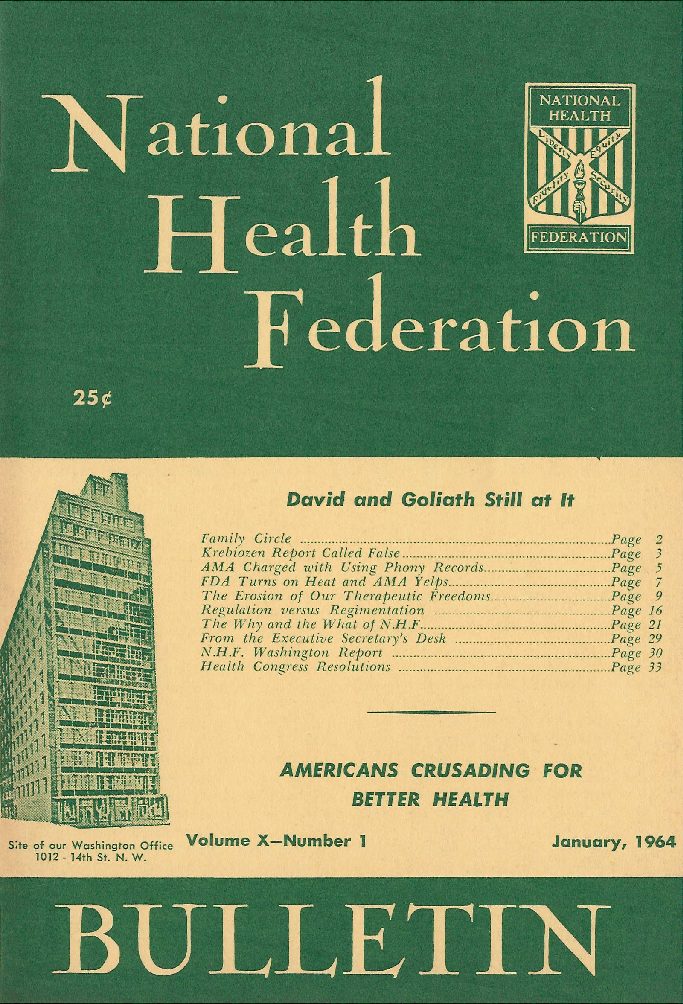 National
Health
Federation
NATIONAL
HEALTH
Equity
Fidelity
FEDERATION
25¢
David and Goliath Still at It
Family Circle ........ Page 2
Krebiozen Report Called False ........ Page 3
AMA Charged with Using Phony Records ........ Page 5
FDA Turns on Heat and AMA Yelps ........ Page 7
The Erosion of Our Therapeutic Freedoms ........ Page 9
Regulation versus Regimentation ........ Page 16
The Why and the What of N.H.F. ........ Page 21
From the Executive Secretary's Desk ........ Page 29
N.H.F. Washington Report ........ Page 30
Health Congress Resolutions ........ Page 33
AMERICANS CRUSADING FOR
BETTER HEALTH
Site of our Washington Office
1012 - 14th St. N. W.
Volume X—Number 1
January, 1964
BULLETIN